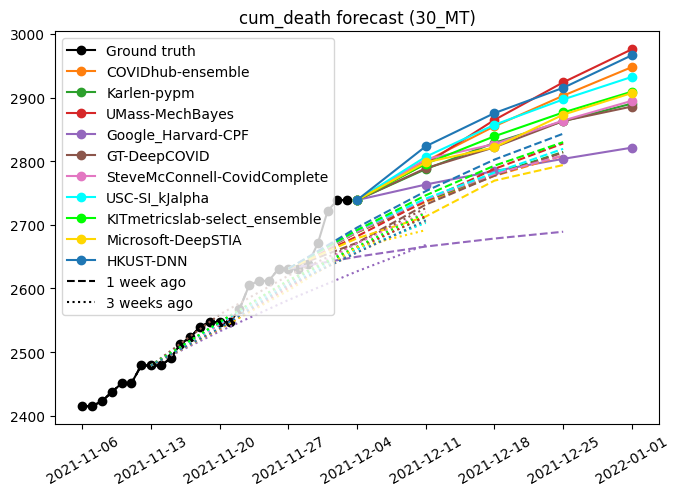 cum_death forecast (30_MT)
3000
2900
2800
2700
2600
2500
2400
Ground truth
COVIDhub-ensemble
Karlen-pypm
UMass-MechBayes
Google_Harvard-CPF
GT-DeepCOVID
SteveMcConnell-CovidComplete
USC-SI_kJalpha
KITmetricslab-select_ensemble
Microsoft-DeepSTIA
HKUST-DNN
1 week ago
3 weeks ago
2021-11-06
2021-11-13
2021-11-20
2021-11-27
2021-12-04
2021-12-11
2021-12-18
2021-12-25
2022-01-01